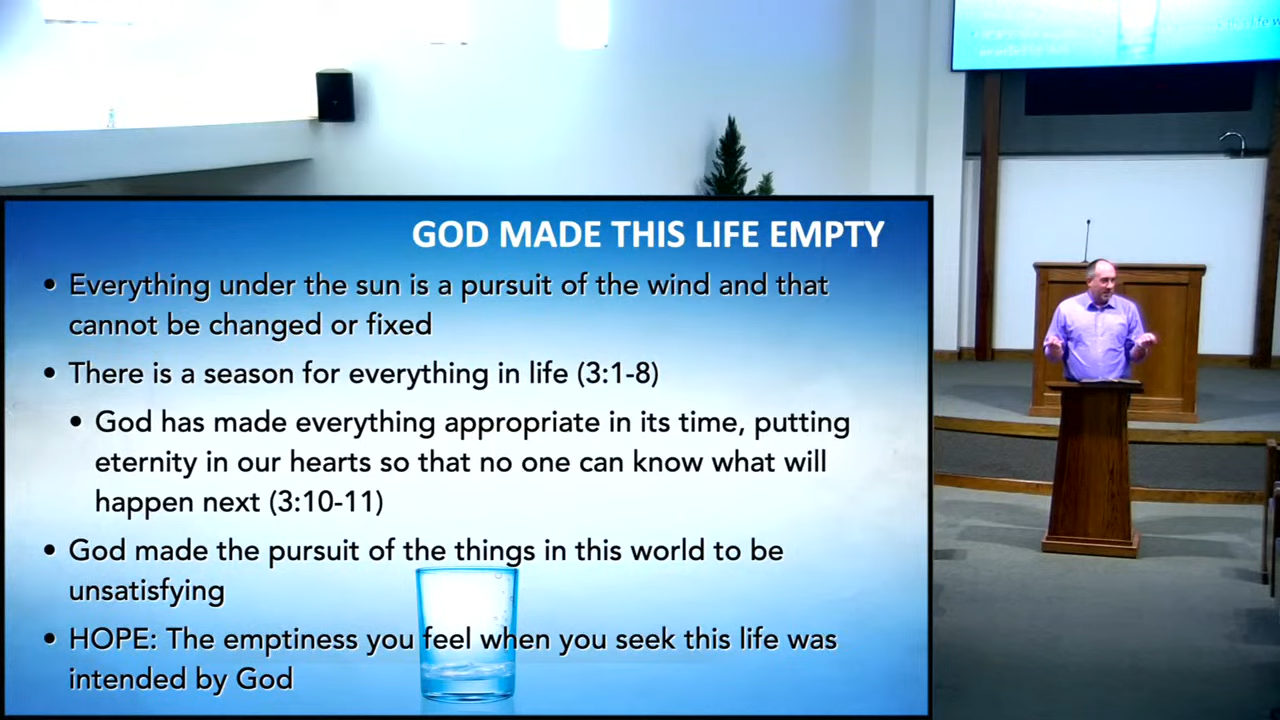 GOD MADE THIS LIFE EMPTY
• Everything under the sun is a pursuit of the wind and that
cannot be changed or fixed
• There is a season for everything in life (3:1-8)
• God has made everything appropriate in its time, putting
eternity in our hearts so that no one can know what will
happen next (3:10-11)
• God made the pursuit of the things in this world to be
unsatisfying
• HOPE: The emptiness you feel when you seek this life was
intended by God